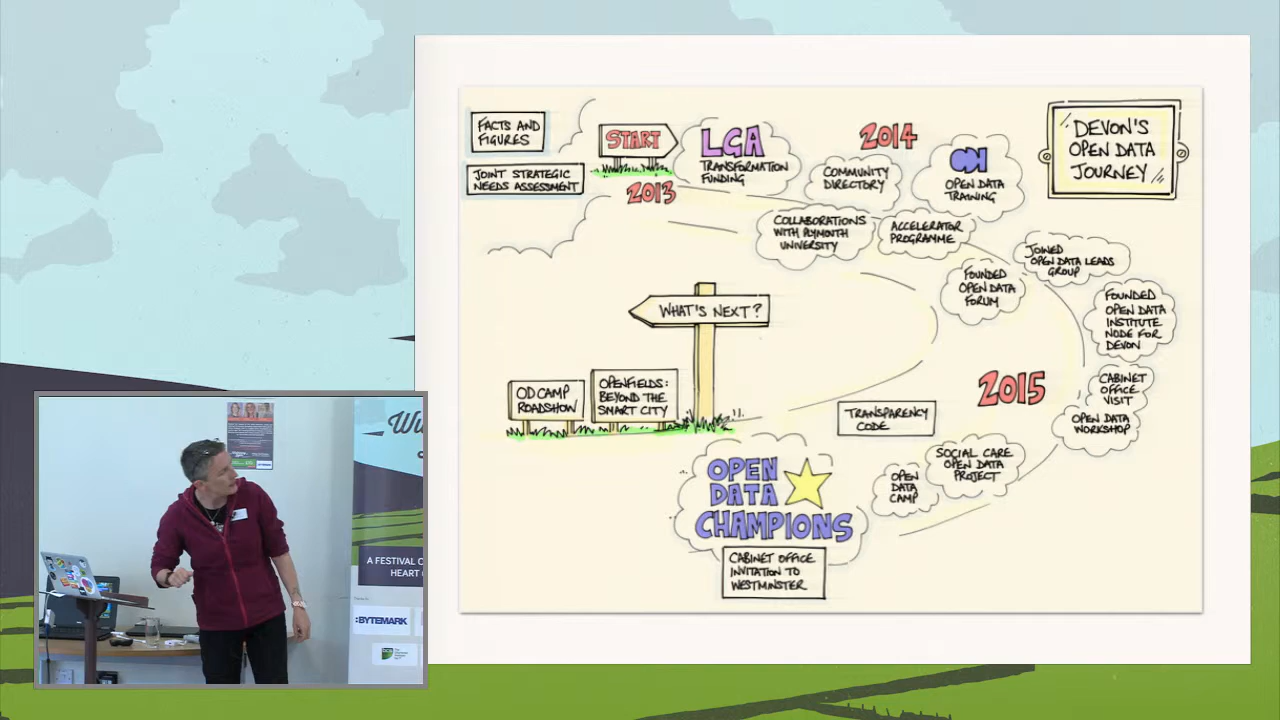 FACTS AND
FIGURES
JOINT STRATEGIC
NEEDS ASSESSMENT
START
2013
LGA
TRANSFORMATION
FUNDING
2014
COMMUNITY
DIRECTORY
ODI
OPEN DATA
TRAINING
DEVON'S
OPEN DATA
JOURNEY
COLLABORATIONS
WITH PLYMOUTH
UNIVERSITY
ACCELERATOR
PROGRAMME
JOINED
OPEN DATA LEADS
GROUP
FOUNDED
OPEN DATA
FORUM
FOUNDED
OPEN DATA
INSTITUTE
NODE FOR
DEVON
WHAT'S NEXT?
2015
CABINET
OFFICE
VISIT
OPEN DATA
WORKSHOP
OD CAMP
ROADSHOW
OPENFIELDS:
BEYOND THE
SMART CITY
TRANSPARENCY
CODE
SOCIAL CARE
OPEN DATA
PROJECT
OPEN
DATA
CAMP
OPEN
DATA
CHAMPIONS
CABINET OFFICE
INVITATION TO
WESTMINSTER
A FESTIVAL
HEART
:BYTEMARK